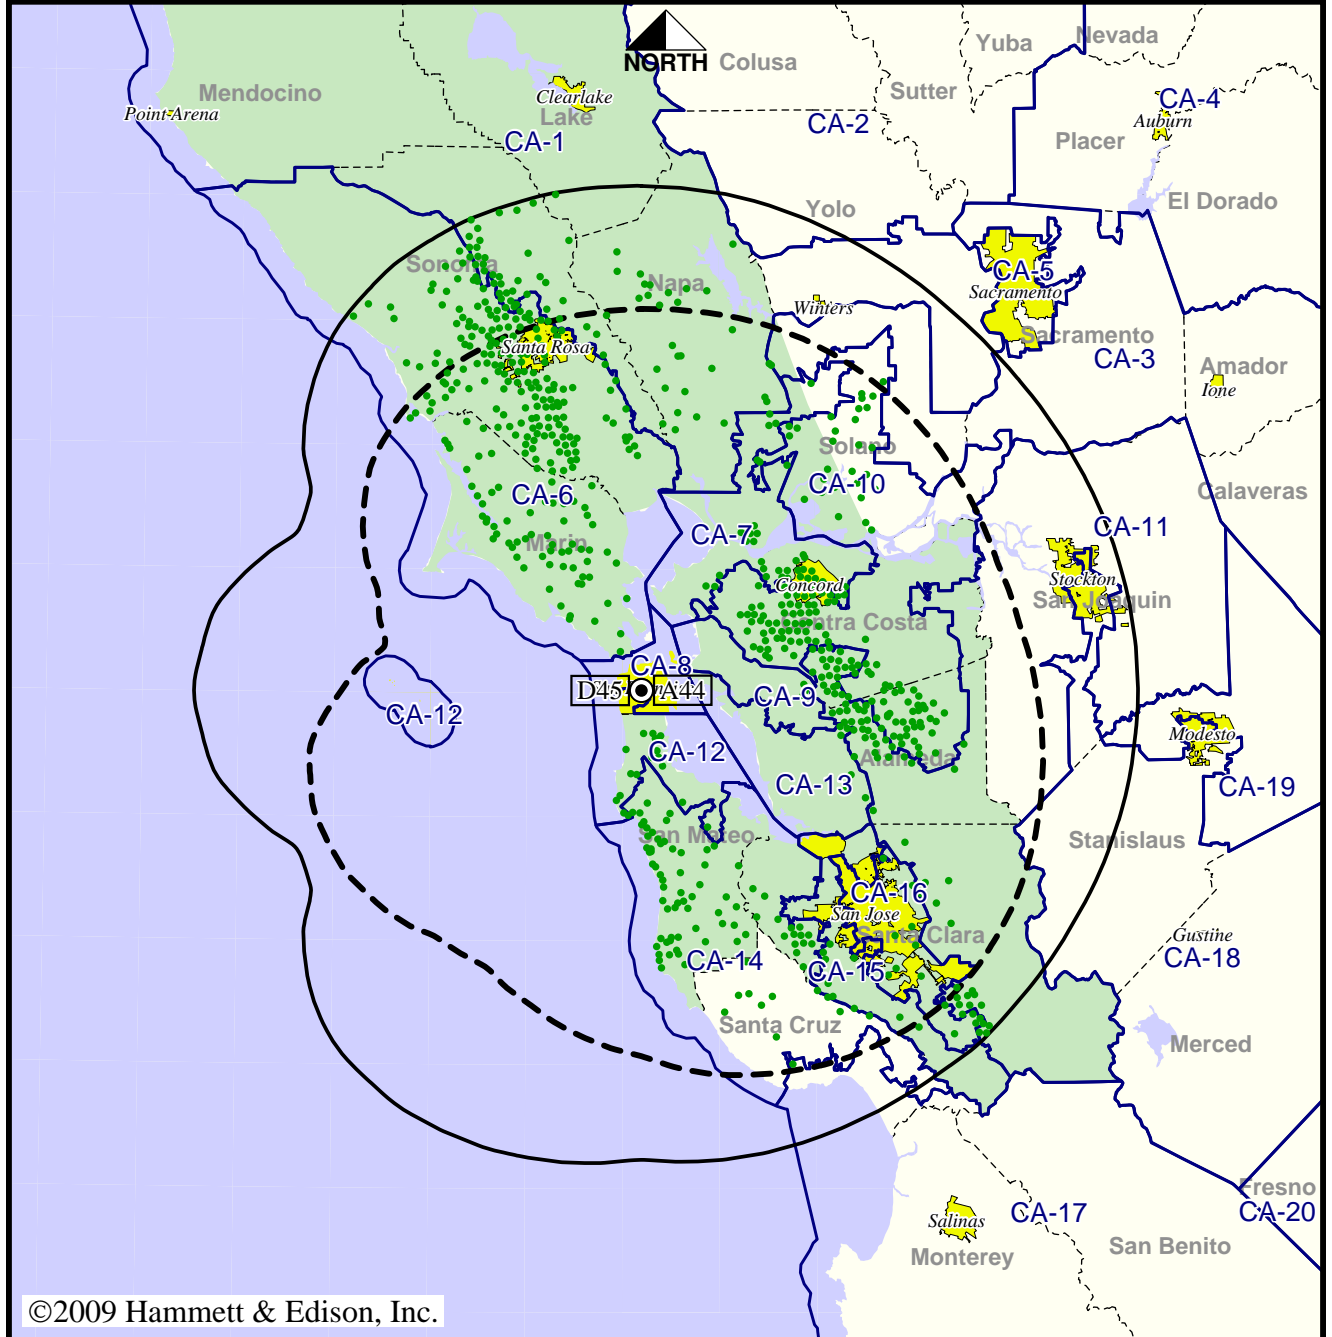 NORTH
Colusa
Yuba
Nevada
Sutter
Mendocino
Point Arena
Clearlake
Lake
CA-1
CA-2
CA-4
Auburn
Placer
El Dorado
Yolo
Sonoma
Napa
CA-5
Sacramento
Winters
Sacramento
CA-3
Santa Rosa
Amador
Ione
Solano
CA-10
CA-6
Calaveras
CA-7
CA-11
Marin
Concord
Stockton
San Joaquin
Contra Costa
CA-8
D45
A44
CA-9
CA-12
CA-12
Alameda
Modesto
CA-13
CA-19
San Mateo
Stanislaus
CA-16
San Jose
Santa Clara
Gustine
CA-14
CA-15
CA-18
Santa Cruz
Merced
Fresno
CA-17
CA-20
Salinas
Monterey
San Benito
©2009 Hammett & Edison, Inc.